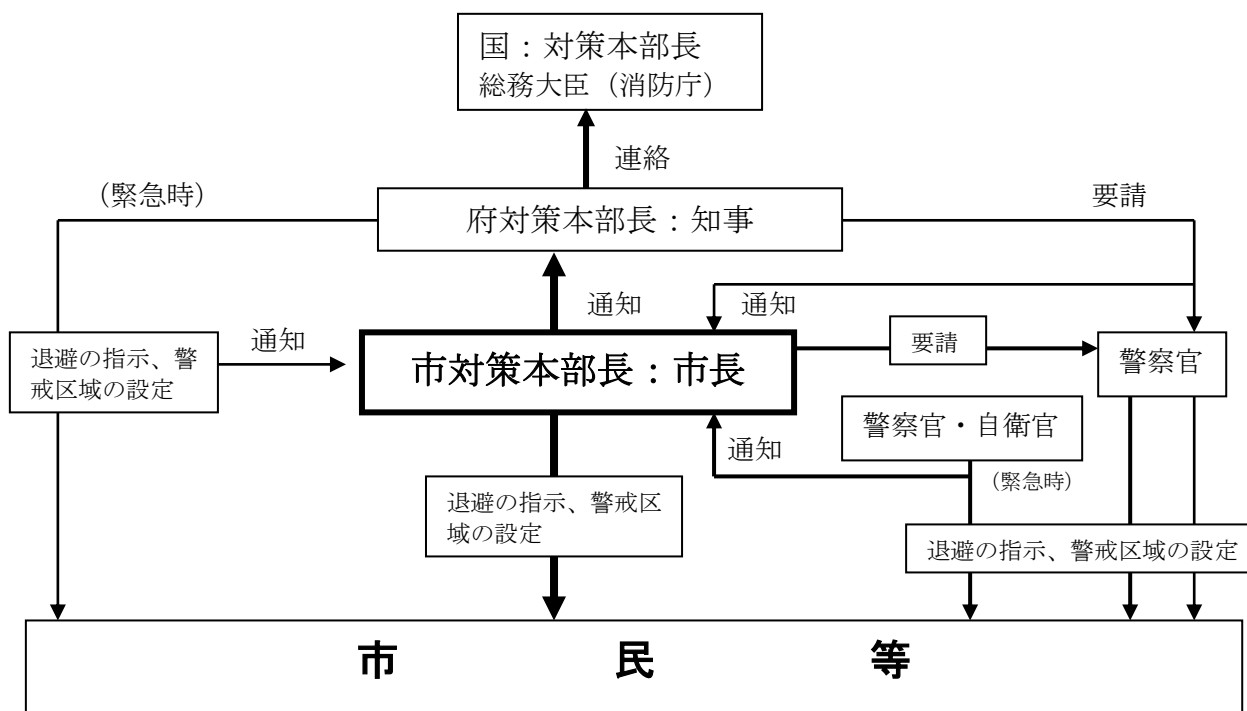 国：対策本部長
総務大臣（消防庁）
連絡
（緊急時）
府対策本部長：知事
要請
通知
通知
退避の指示、警
戒区域の設定
通知
市対策本部長：市長
要請
警察官
警察官・自衛官
通知
（緊急時）
退避の指示、警戒区
域の設定
退避の指示、警戒区域の設定
市　民　等